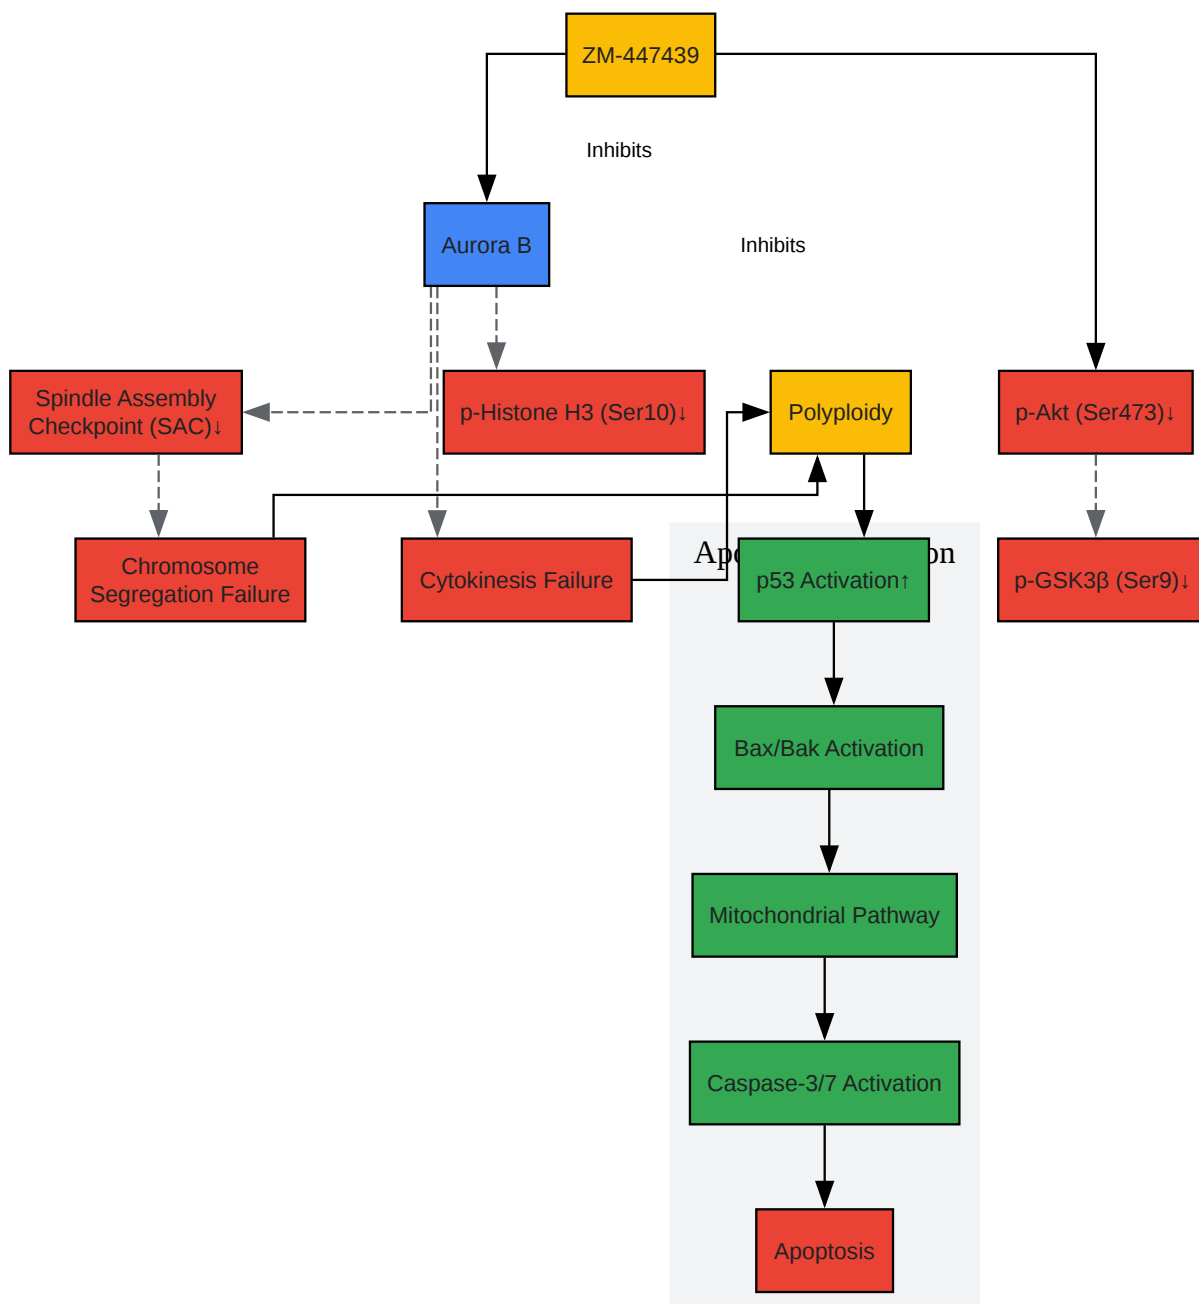 ZM-447439
Inhibits
Aurora B
Inhibits
Spindle Assembly
Checkpoint (SAC)↓
p-Histone H3 (Ser10)↓
Polyploidy
p-Akt (Ser473)↓
Chromosome
Segregation Failure
Cytokinesis Failure
p53 Activation↑
p-GSK3β (Ser9)↓
Bax/Bak Activation
Mitochondrial Pathway
Caspase-3/7 Activation
Apoptosis